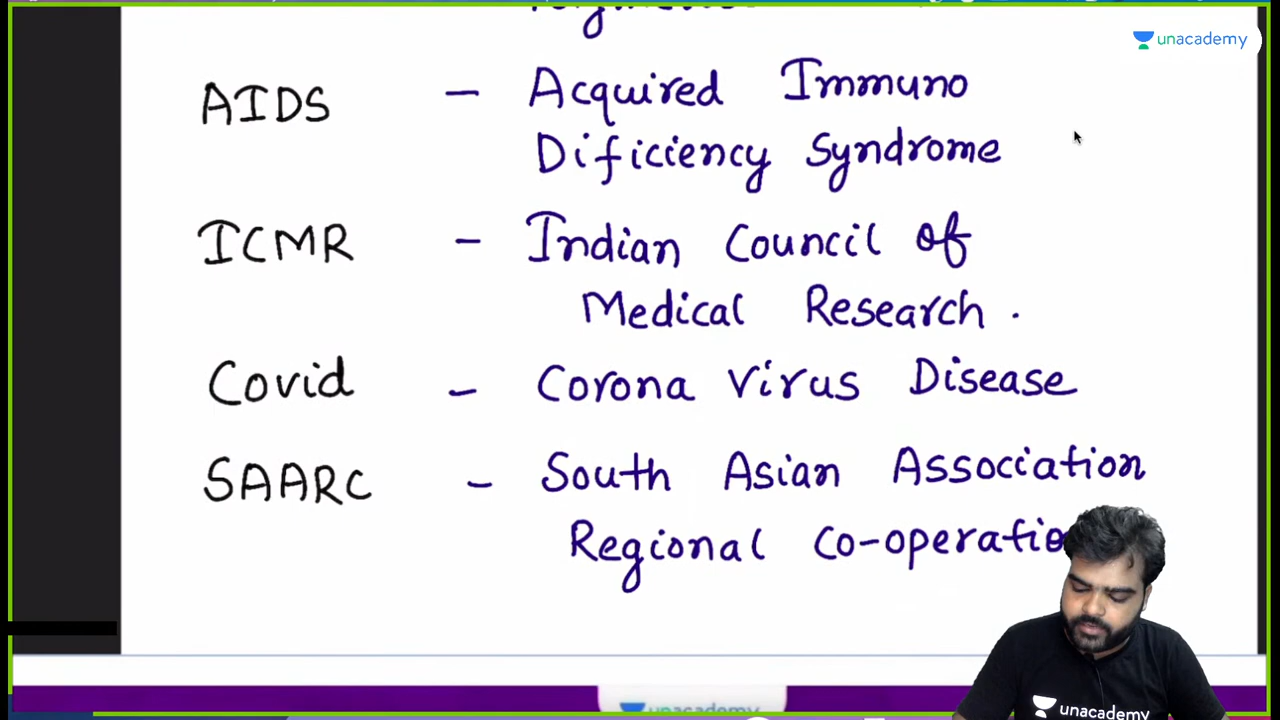 unacademy
AIDS - Acquired Immuno
Dificiency Syndrome
ICMR - Indian Council of
Medical Research .
Covid - Corona Virus Disease
SAARC - South Asian Association
Regional Co-operatio
unacademy
unacademy